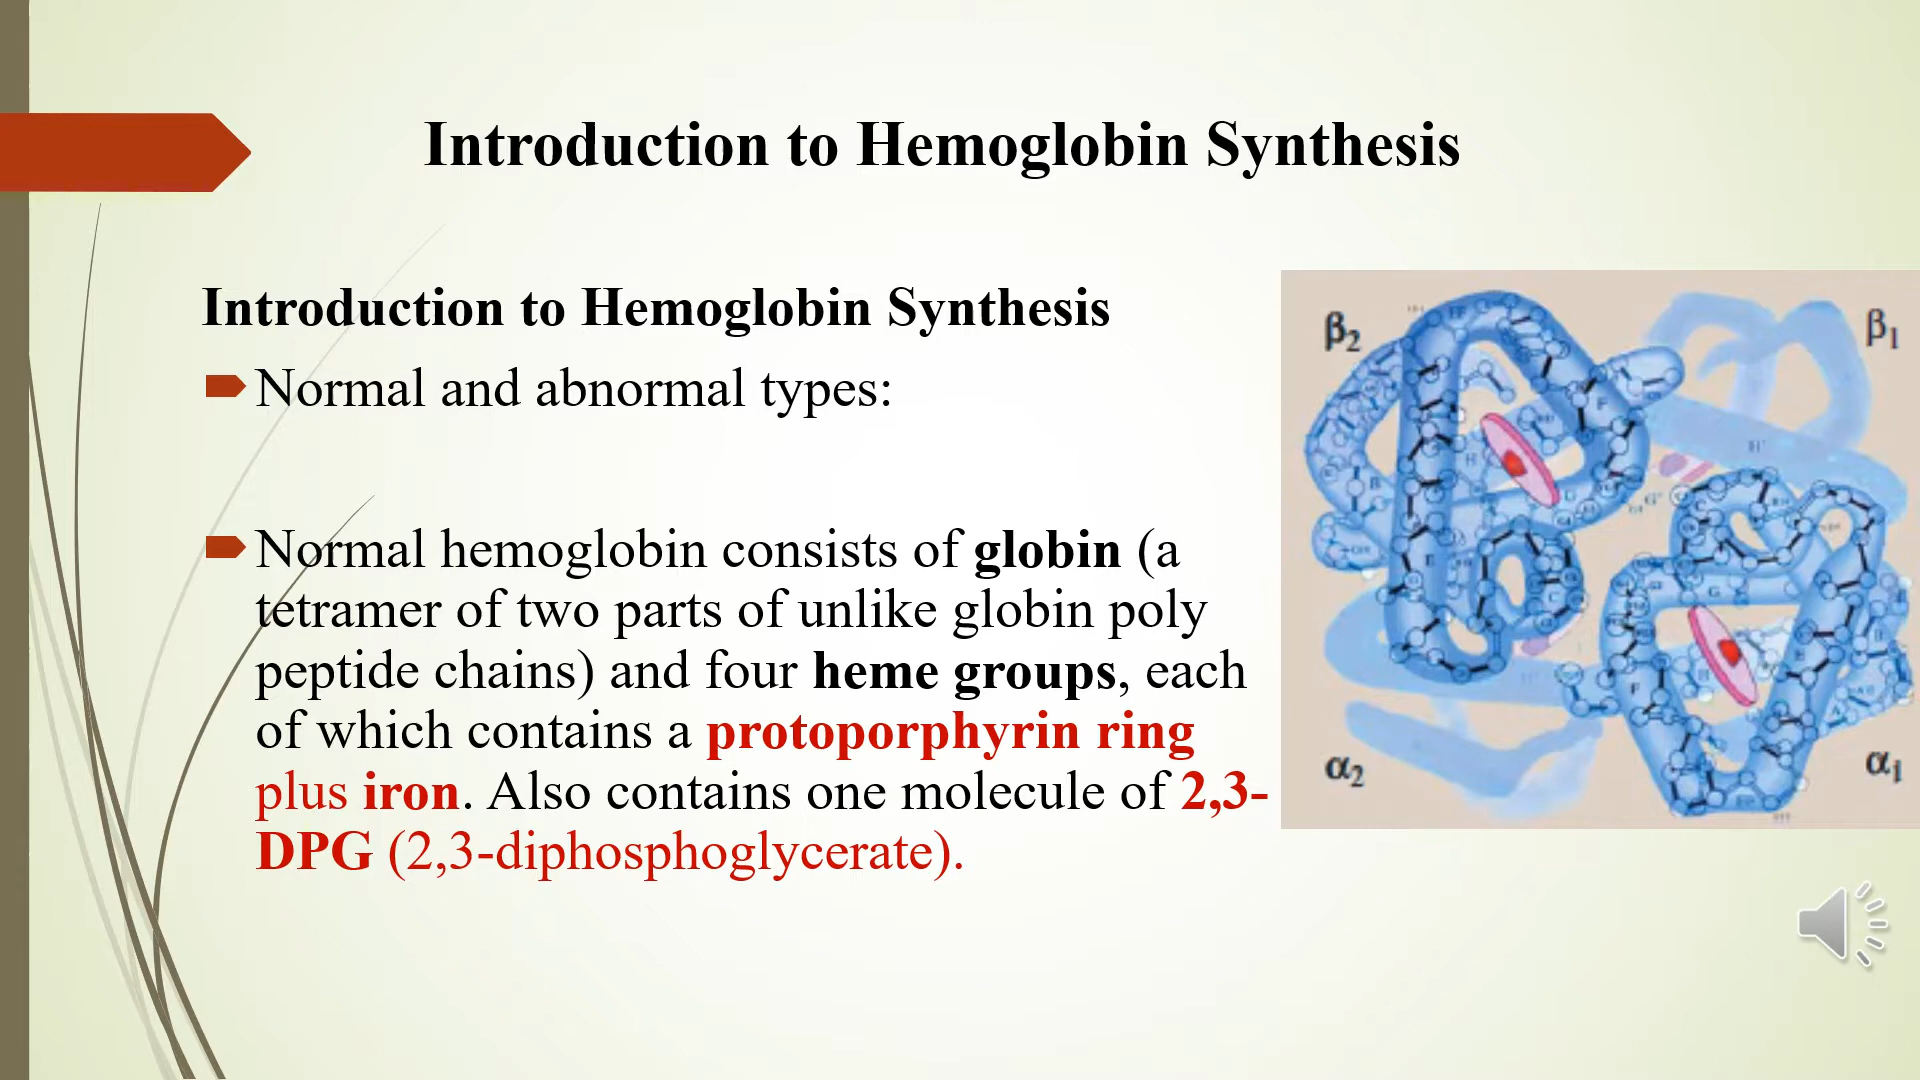 Introduction to Hemoglobin Synthesis
Introduction to Hemoglobin Synthesis
Normal and abnormal types:
Normal hemoglobin consists of globin (a
tetramer of two parts of unlike globin poly
peptide chains) and four heme groups, each
of which contains a protoporphyrin ring
plus iron. Also contains one molecule of 2,3-
DPG (2,3-diphosphoglycerate).
β2
β1
α2
α1